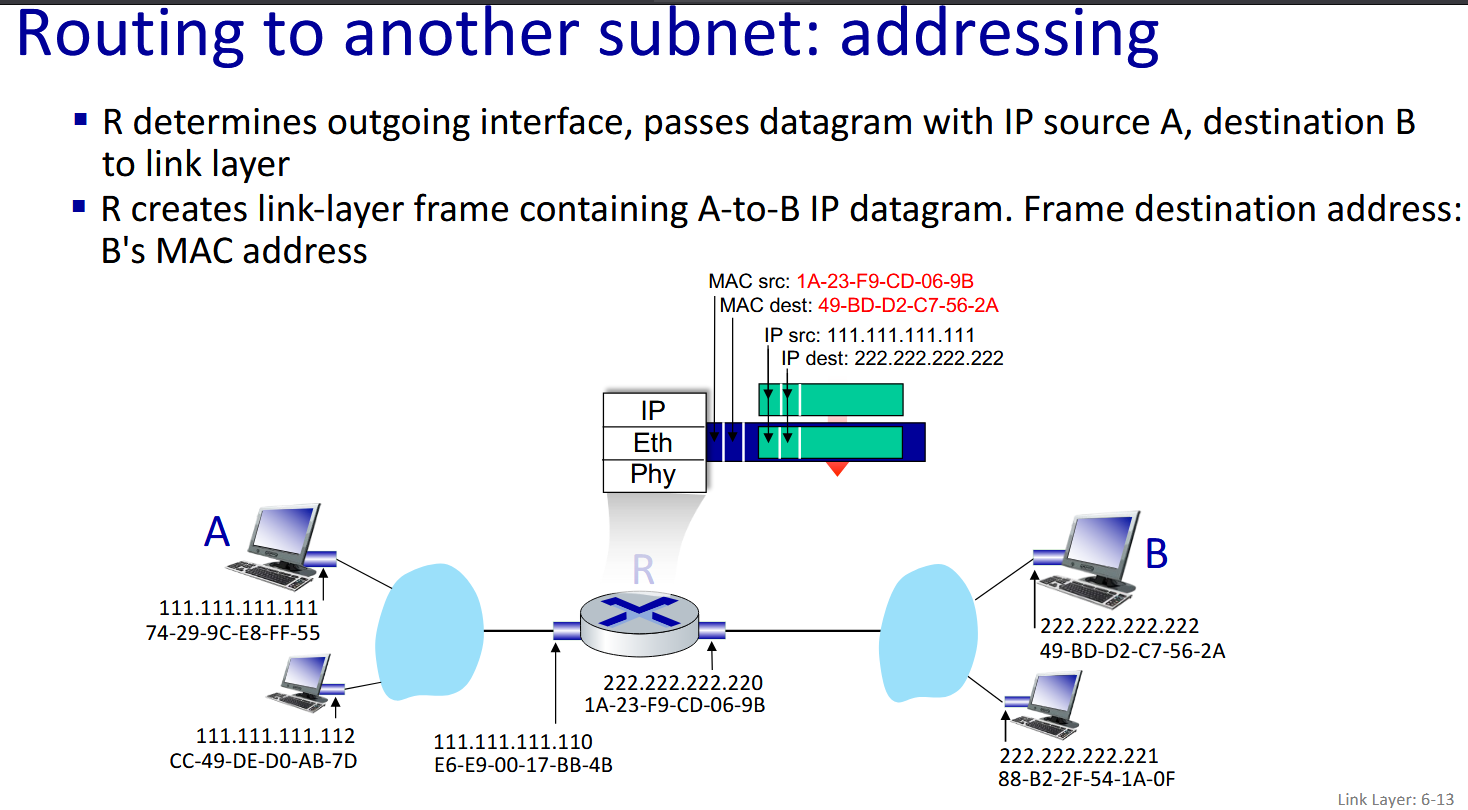 Routing to another subnet: addressing
▪ R determines outgoing interface, passes datagram with IP source A, destination B
to link layer
▪ R creates link-layer frame containing A-to-B IP datagram. Frame destination address:
B's MAC address
MAC src: 1A-23-F9-CD-06-9B
MAC dest: 49-BD-D2-C7-56-2A
IP src: 111.111.111.111
IP dest: 222.222.222.222
IP
Eth
Phy
A
R
B
111.111.111.111
74-29-9C-E8-FF-55
222.222.222.222
49-BD-D2-C7-56-2A
222.222.222.220
1A-23-F9-CD-06-9B
111.111.111.112
CC-49-DE-D0-AB-7D
111.111.111.110
E6-E9-00-17-BB-4B
222.222.222.221
88-B2-2F-54-1A-0F
Link Layer: 6-13